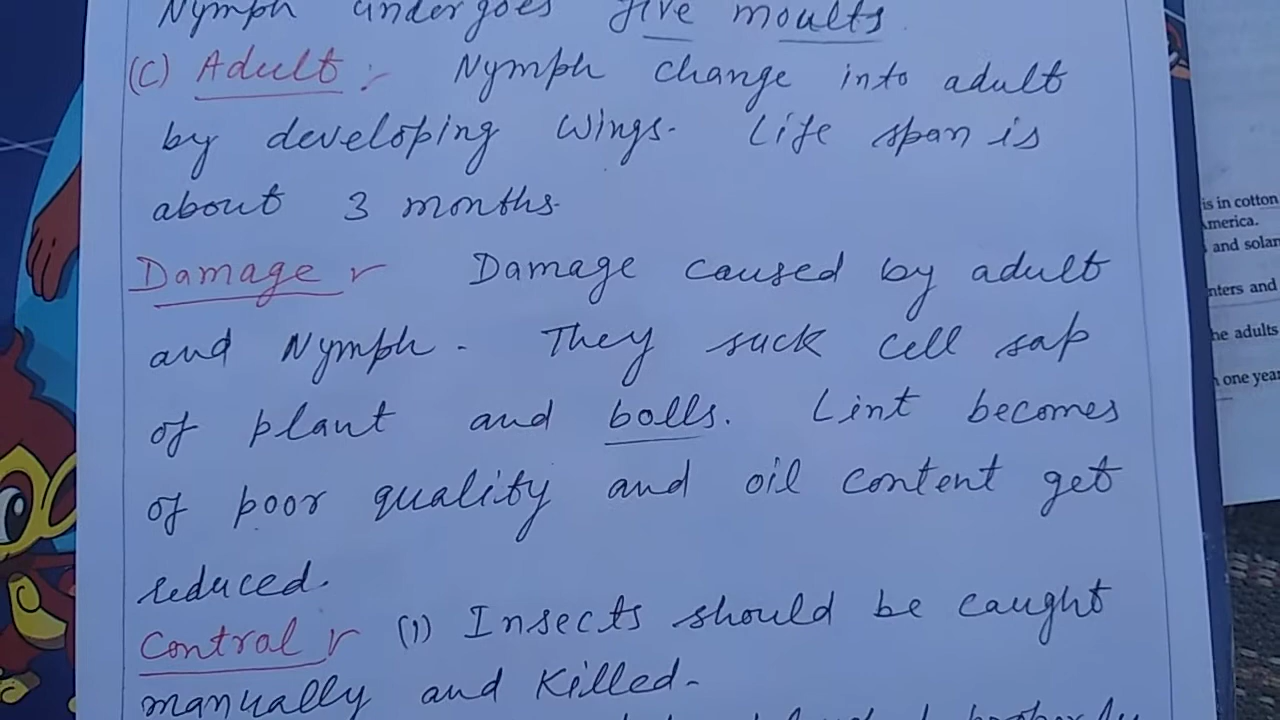 Nymph undergoes five moults.
(C) Adult :- Nymph change into adult
by developing wings. Life span is
about 3 months.
Damage :- Damage caused by adult
and Nymph. They suck cell sap
of plant and bolls. Lint becomes
of poor quality and oil content get
reduced.
Control :- (1) Insects should be caught
manually and Killed.
is in cotton
America.
and solan
nters and
he adults
one year